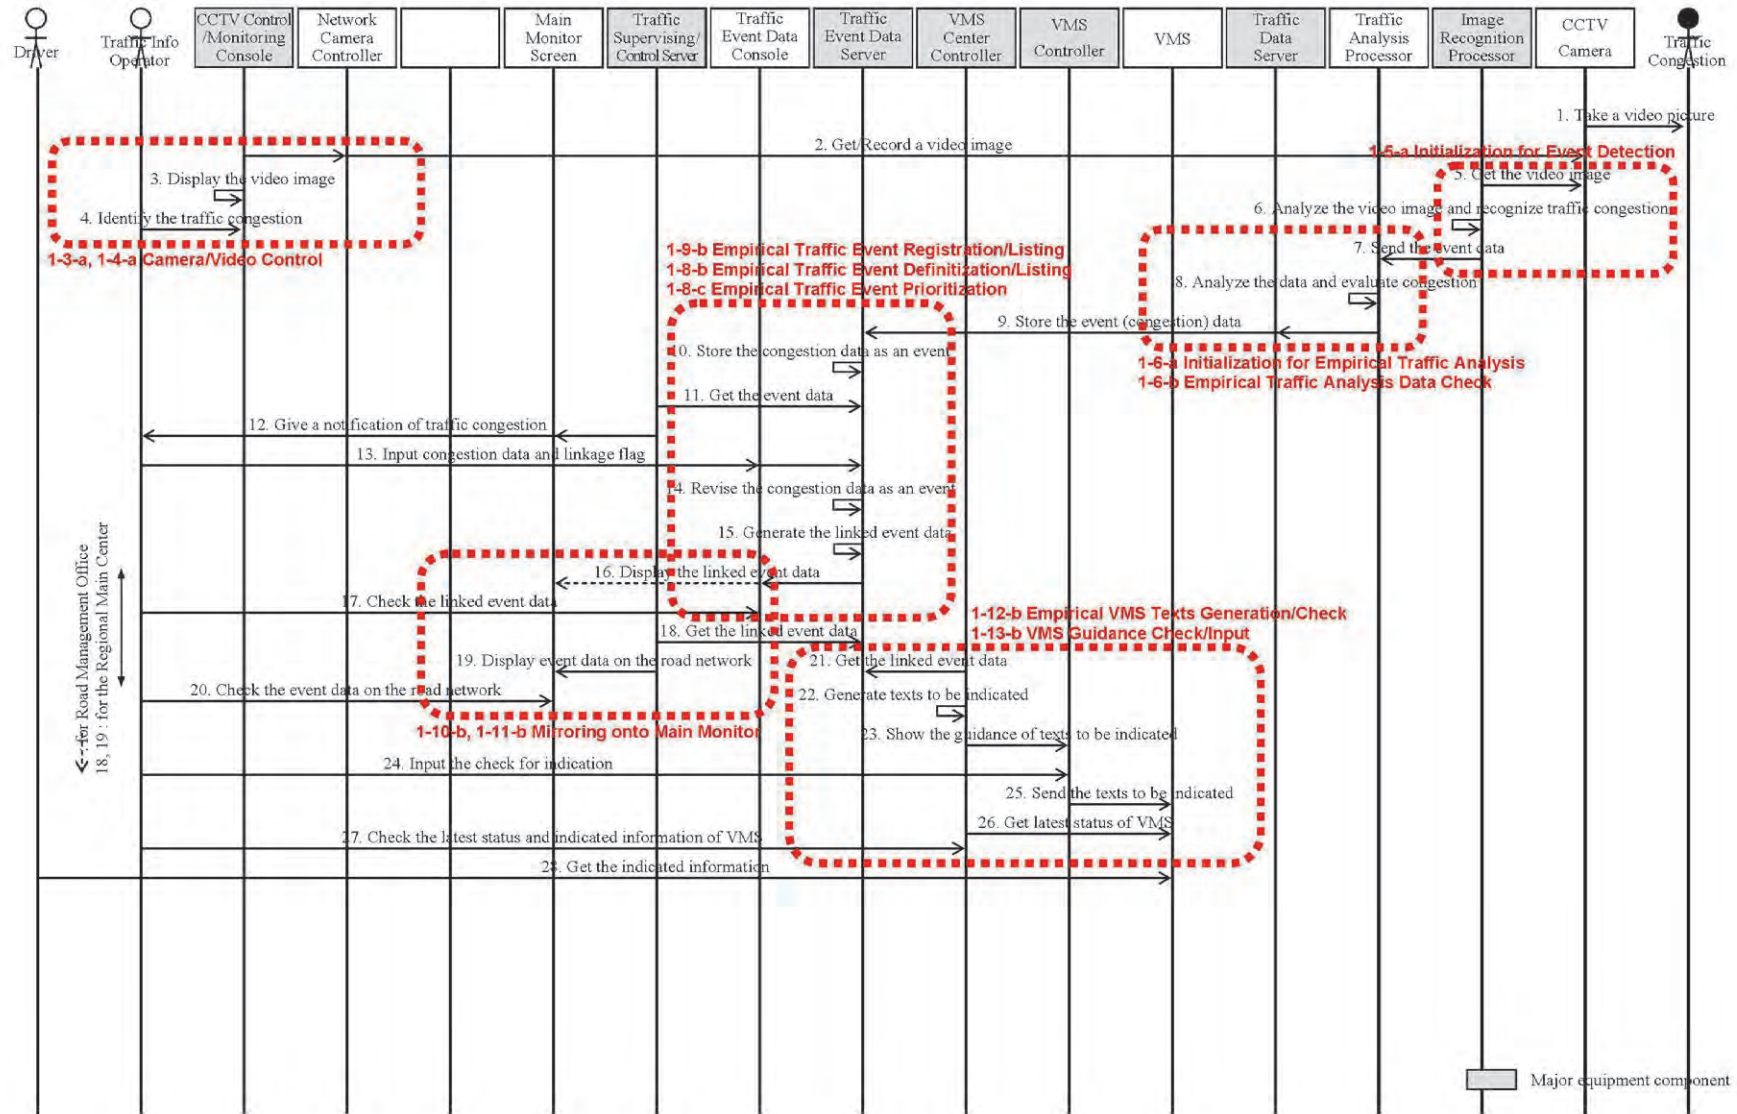 Driver
Traffic Info
Operator
CCTV Control
/Monitoring
Console
Network
Camera
Controller
Main
Monitor
Screen
Traffic
Supervising/
Control Server
Traffic
Event Data
Console
Traffic
Event Data
Server
VMS
Center
Controller
VMS
Controller
VMS
Traffic
Data
Server
Traffic
Analysis
Processor
Image
Recognition
Processor
CCTV
Camera
Traffic
Congestion
1. Take a video picture
2. Get/Record a video image
1-5-a Initialization for Event Detection
3. Display the video image
5. Get the video image
4. Identify the traffic congestion
6. Analyze the video image and recognize traffic congestion
1-3-a, 1-4-a Camera/Video Control
7. Send the event data
1-9-b Empirical Traffic Event Registration/Listing
1-8-b Empirical Traffic Event Definitization/Listing
1-8-c Empirical Traffic Event Prioritization
8. Analyze the data and evaluate congestion
9. Store the event (congestion) data
10. Store the congestion data as an event
1-6-a Initialization for Empirical Traffic Analysis
1-6-b Empirical Traffic Analysis Data Check
11. Get the event data
12. Give a notification of traffic congestion
13. Input congestion data and linkage flag
14. Revise the congestion data as an event
15. Generate the linked event data
16. Display the linked event data
17. Check the linked event data
1-12-b Empirical VMS Texts Generation/Check
1-13-b VMS Guidance Check/Input
18. Get the linked event data
19. Display event data on the road network
21. Get the linked event data
20. Check the event data on the road network
22. Generate texts to be indicated
1-10-b, 1-11-b Mirroring onto Main Monitor
23. Show the guidance of texts to be indicated
24. Input the check for indication
25. Send the texts to be indicated
26. Get latest status of VMS
27. Check the latest status and indicated information of VMS
28. Get the indicated information
<--:for Road Management Office
18, 19 : for the Regional Main Center
Major equipment component